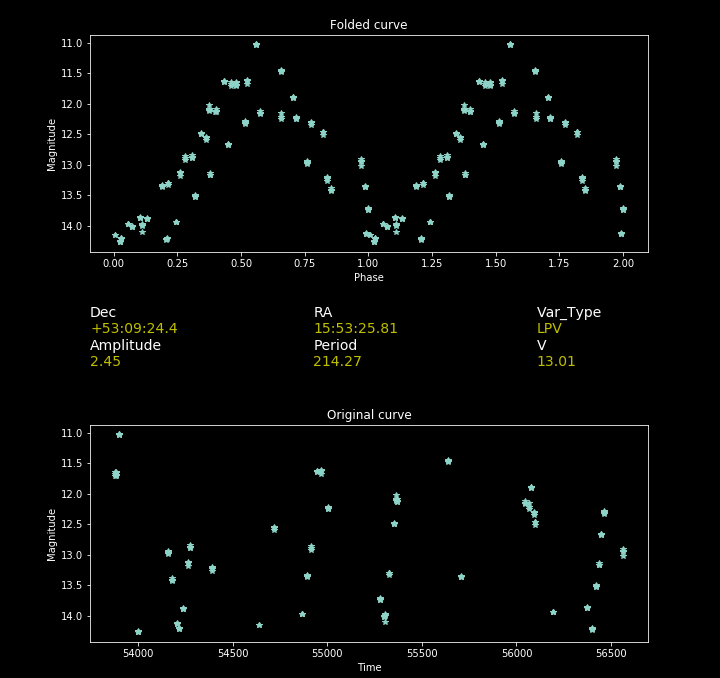 Folded curve
11.0
11.5
12.0
12.5
13.0
13.5
14.0
Magnitude
0.00 0.25 0.50 0.75 1.00 1.25 1.50 1.75 2.00
Phase
Dec RA Var_Type
+53:09:24.4 15:53:25.81 LPV
Amplitude Period V
2.45 214.27 13.01
Original curve
11.0
11.5
12.0
12.5
13.0
13.5
14.0
Magnitude
54000 54500 55000 55500 56000 56500
Time